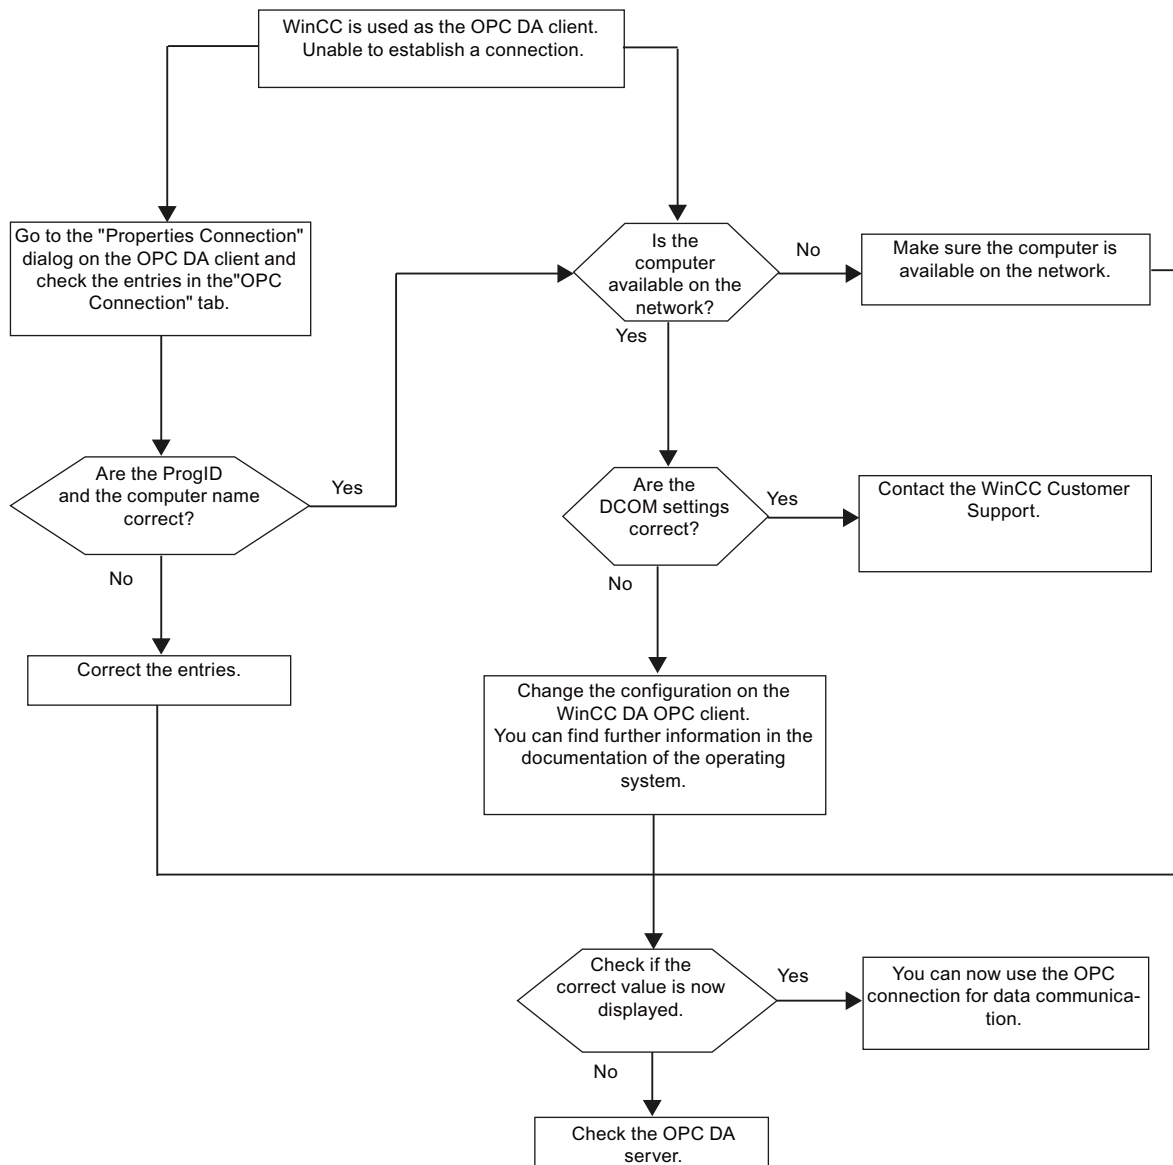 WinCC is used as the OPC DA client.
Unable to establish a connection.
Go to the "Properties Connection"
dialog on the OPC DA client and
check the entries in the"OPC
Connection" tab.
Is the
computer
available on the
network?
No
Make sure the computer is
available on the network.
Yes
Are the ProgID
and the computer name
correct?
Yes
Are the
DCOM settings
correct?
Yes
Contact the WinCC Customer
Support.
No
No
Correct the entries.
Change the configuration on the
WinCC DA OPC client.
You can find further information in the
documentation of the operating
system.
Check if the
correct value is now
displayed.
Yes
You can now use the OPC
connection for data communica-
tion.
No
Check the OPC DA
server.